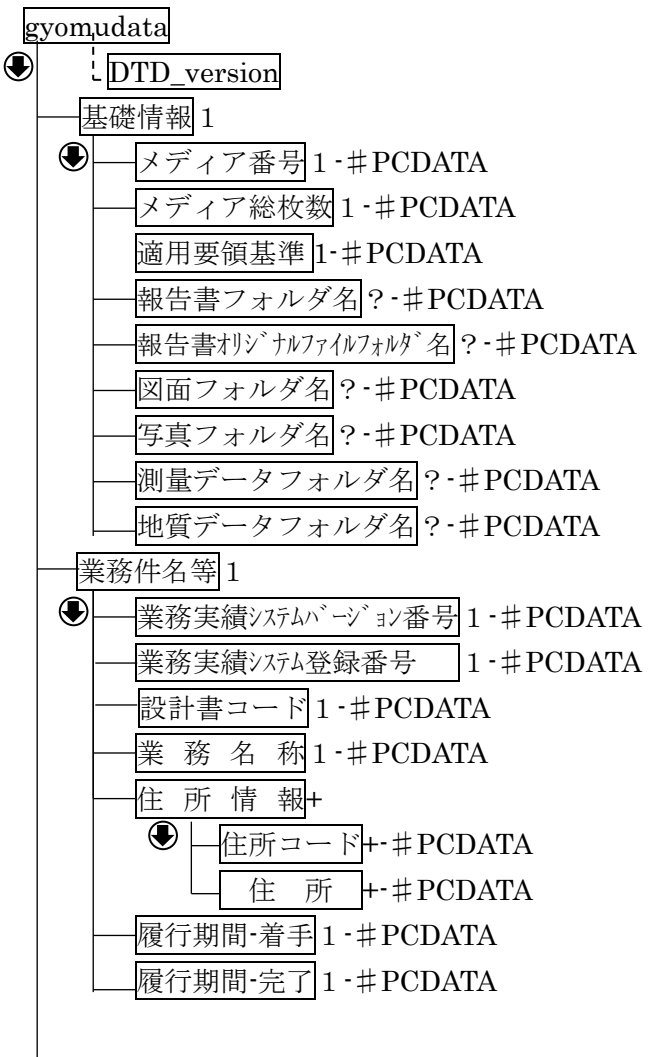 gyomudata
DTD_version
基礎情報 1
メディア番号 1-＃PCDATA
メディア総枚数 1-＃PCDATA
適用要領基準 1-＃PCDATA
報告書フォルダ名 ？-＃PCDATA
報告書ｵﾘｼﾞﾅﾙﾌｧｲﾙﾌｫﾙﾀﾞ名 ？-＃PCDATA
図面フォルダ名 ？-＃PCDATA
写真フォルダ名 ？-＃PCDATA
測量データフォルダ名 ？-＃PCDATA
地質データフォルダ名 ？-＃PCDATA
業務件名等 1
業務実績ｼｽﾃﾑﾊﾞｰｼﾞｮﾝ番号 1-＃PCDATA
業務実績ｼｽﾃﾑ登録番号 1-＃PCDATA
設計書コード 1-＃PCDATA
業 務 名 称 1-＃PCDATA
住 所 情 報+
住所コード+-＃PCDATA
住 所 +-＃PCDATA
履行期間-着手 1-＃PCDATA
履行期間-完了 1-＃PCDATA